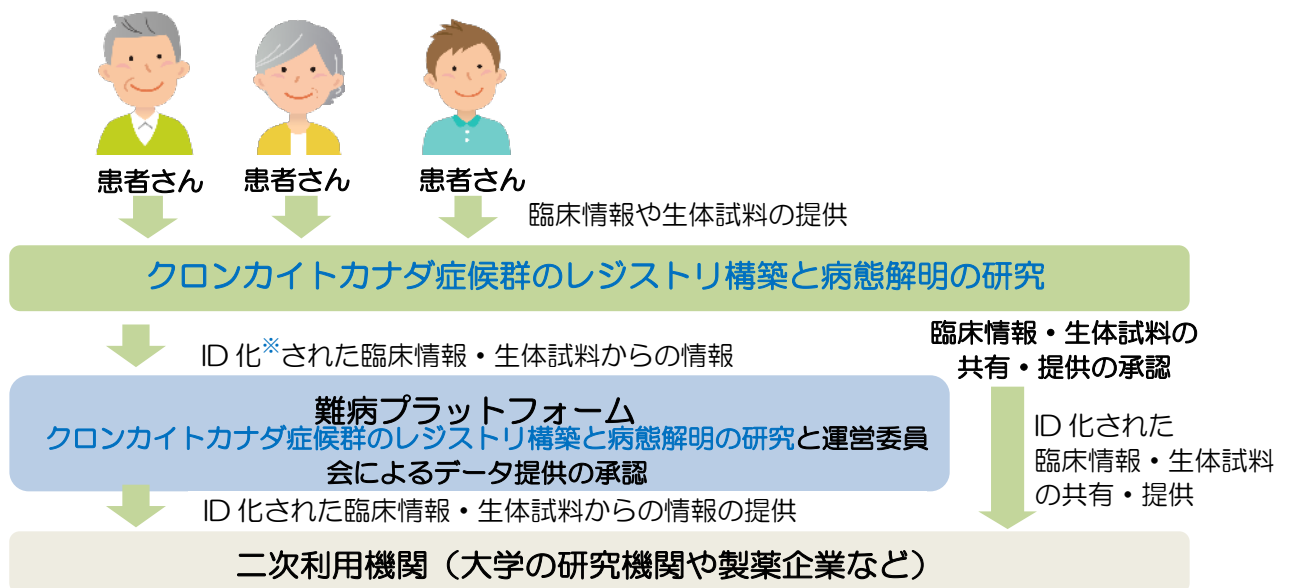 患者さん
患者さん
患者さん
臨床情報や生体試料の提供
クロンカイトカナダ症候群のレジストリ構築と病態解明の研究
ID 化※された臨床情報・生体試料からの情報
臨床情報・生体試料の
共有・提供の承認
難病プラットフォーム
クロンカイトカナダ症候群のレジストリ構築と病態解明の研究と運営委員
会によるデータ提供の承認
ID 化された
臨床情報・生体試料
の共有・提供
ID 化された臨床情報・生体試料からの情報の提供
二次利用機関（大学の研究機関や製薬企業など）